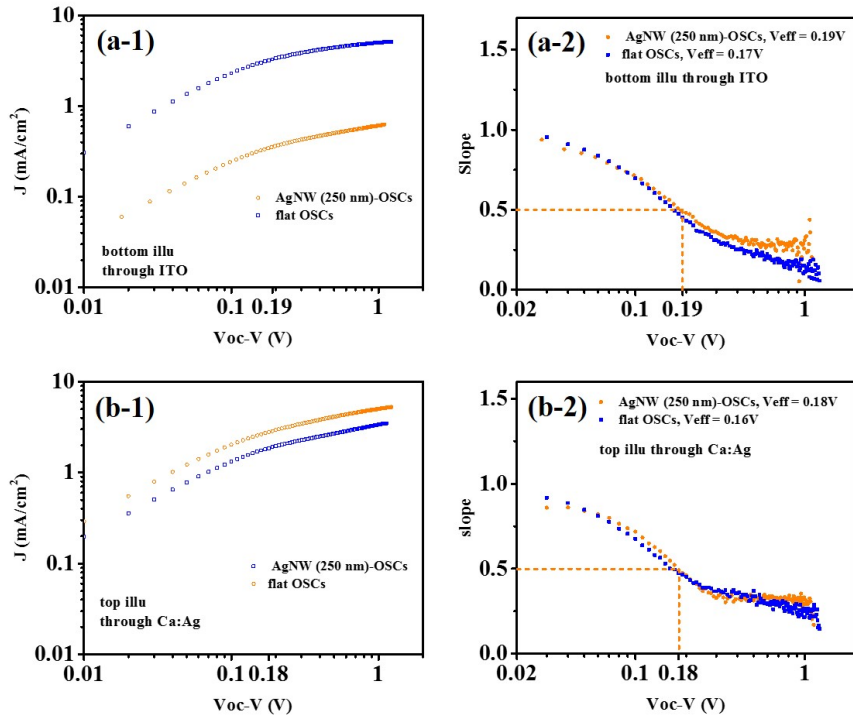 (a-1)
10
1
0.1
0.01
J (mA/cm²)
AgNW (250 nm)-OSCs
flat OSCs
bottom illu
through ITO
0.01
0.1
0.19
1
Voc-V (V)
(a-2)
AgNW (250 nm)-OSCs, Veff = 0.19V
flat OSCs, Veff = 0.17V
bottom illu through ITO
1.5
1.0
0.5
0.0
Slope
0.02
0.19
1
Voc-V (V)
(b-1)
10
1
0.1
0.01
J (mA/cm²)
AgNW (250 nm)-OSCs
flat OSCs
top illu
through Ca:Ag
0.01
0.1
0.18
1
Voc-V (V)
(b-2)
AgNW (250 nm)-OSCs, Veff = 0.18V
flat OSCs, Veff = 0.16V
top illu through Ca:Ag
1.5
1.0
0.5
0.0
slope
0.02
0.18
1
Voc-V (V)